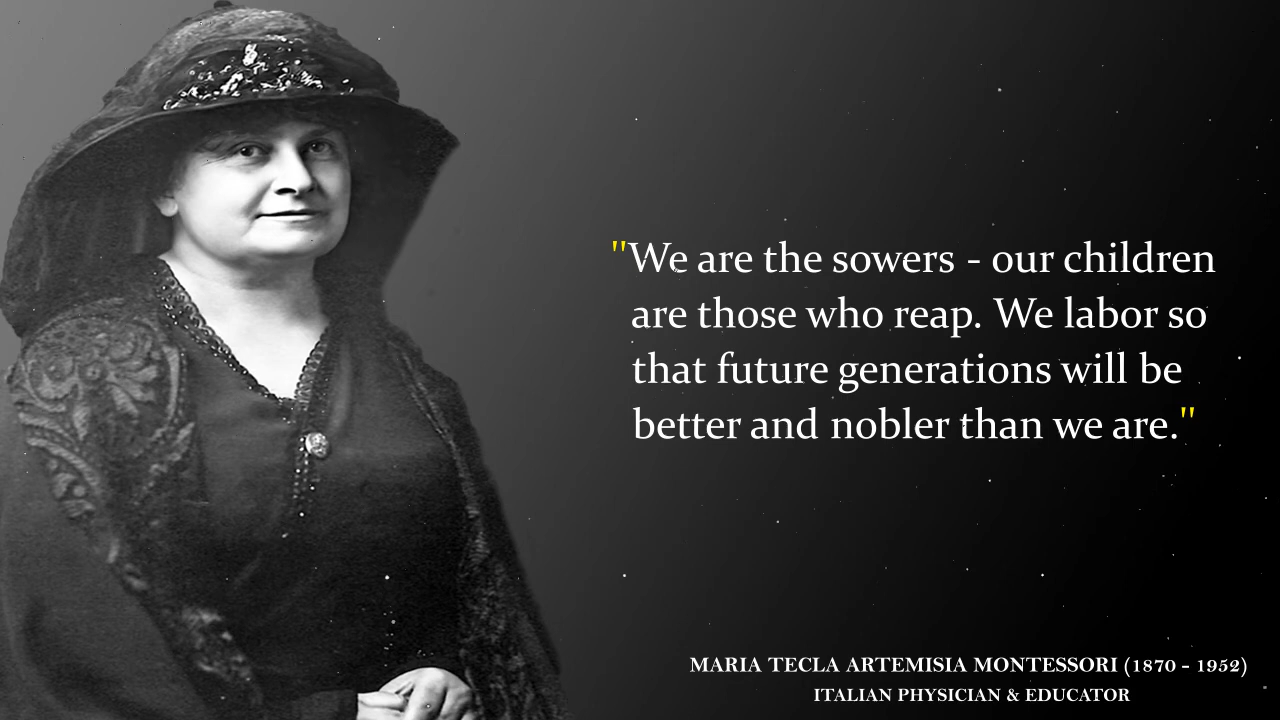 "We are the sowers - our children
are those who reap. We labor so
that future generations will be
better and nobler than we are."
MARIA TECLA ARTEMISIA MONTESSORI (1870 - 1952)
ITALIAN PHYSICIAN & EDUCATOR